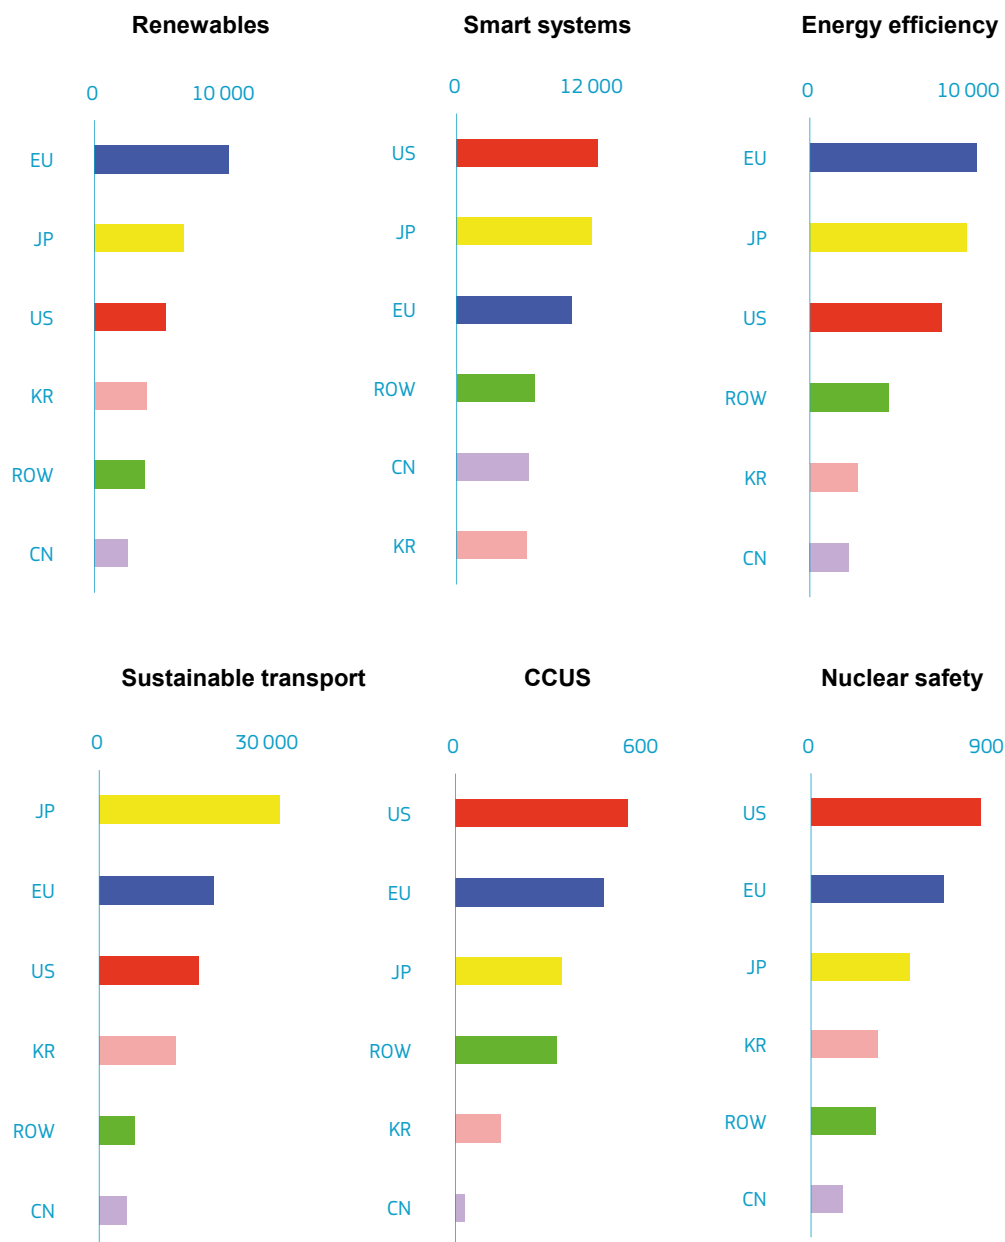 Renewables
0 10 000
EU
JP
US
KR
ROW
CN
Smart systems
0 12 000
US
JP
EU
ROW
CN
KR
Energy efficiency
0 10 000
EU
JP
US
ROW
KR
CN
Sustainable transport
0 30 000
JP
EU
US
KR
ROW
CN
CCUS
0 600
US
EU
JP
ROW
KR
CN
Nuclear safety
0 900
US
EU
JP
KR
ROW
CN